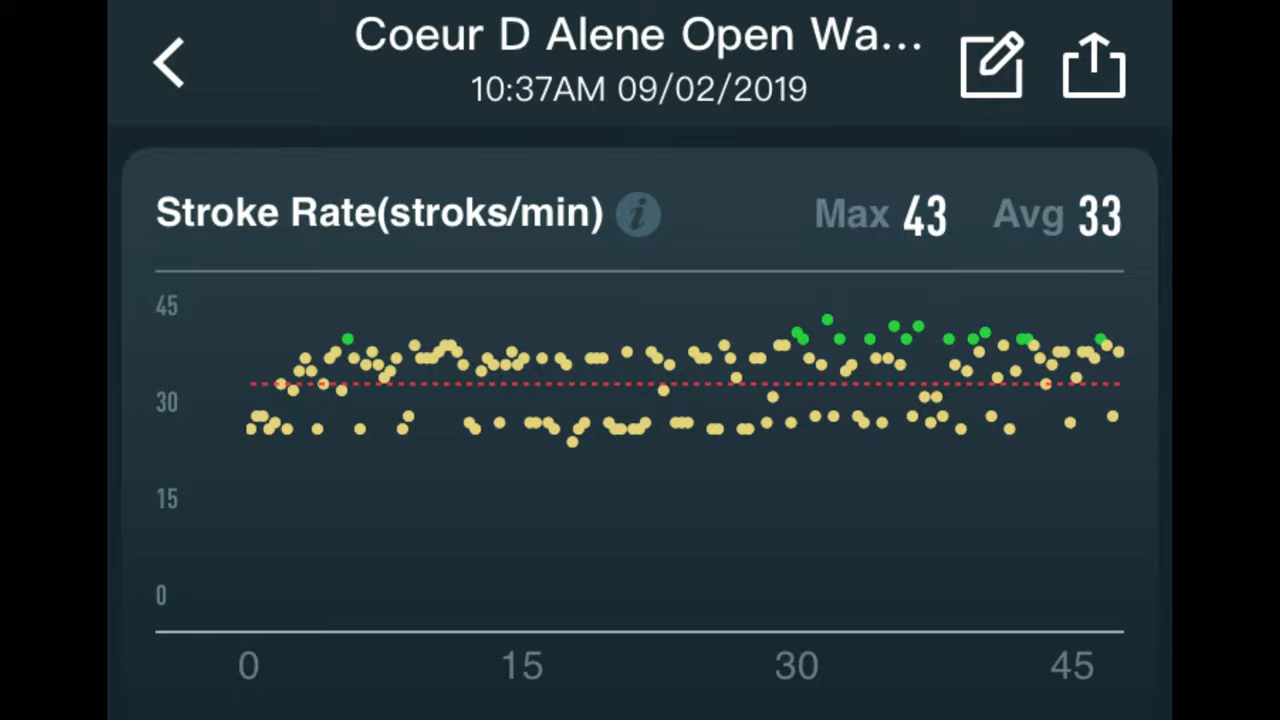 Coeur D Alene Open Wa...
10:37AM 09/02/2019
Stroke Rate(stroks/min) i Max 43 Avg 33
45
30
15
0
0 15 30 45